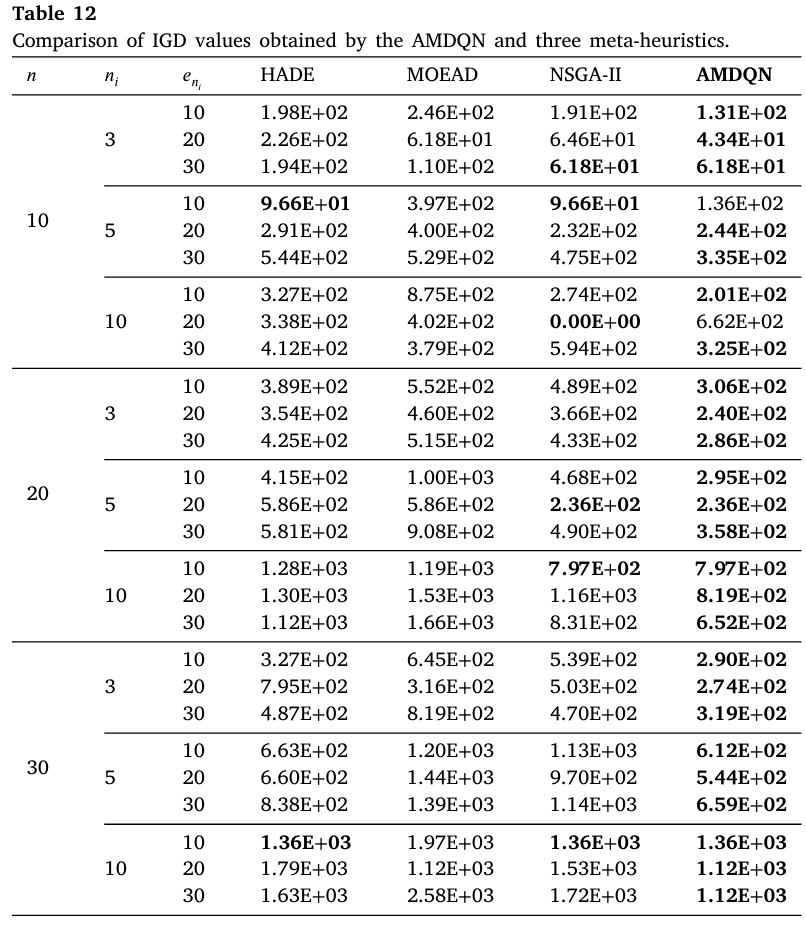 Table 12
Comparison of IGD values obtained by the AMDQN and three meta-heuristics.
n nᵢ eₙᵢ HADE MOEAD NSGA-II AMDQN
10 1.98E+02 2.46E+02 1.91E+02 1.31E+02
3 20 2.26E+02 6.18E+01 6.46E+01 4.34E+01
30 1.94E+02 1.10E+02 6.18E+01 6.18E+01
10 9.66E+01 3.97E+02 9.66E+01 1.36E+02
10 5 20 2.91E+02 4.00E+02 2.32E+02 2.44E+02
30 5.44E+02 5.29E+02 4.75E+02 3.35E+02
10 3.27E+02 8.75E+02 2.74E+02 2.01E+02
10 20 3.38E+02 4.02E+02 0.00E+00 6.62E+02
30 4.12E+02 3.79E+02 5.94E+02 3.25E+02
10 3.89E+02 5.52E+02 4.89E+02 3.06E+02
3 20 3.54E+02 4.60E+02 3.66E+02 2.40E+02
30 4.25E+02 5.15E+02 4.33E+02 2.86E+02
10 4.15E+02 1.00E+03 4.68E+02 2.95E+02
20 5 20 5.86E+02 5.86E+02 2.36E+02 2.36E+02
30 5.81E+02 9.08E+02 4.90E+02 3.58E+02
10 1.28E+03 1.19E+03 7.97E+02 7.97E+02
10 20 1.30E+03 1.53E+03 1.16E+03 8.19E+02
30 1.12E+03 1.66E+03 8.31E+02 6.52E+02
10 3.27E+02 6.45E+02 5.39E+02 2.90E+02
3 20 7.95E+02 3.16E+02 5.03E+02 2.74E+02
30 4.87E+02 8.19E+02 4.70E+02 3.19E+02
10 6.63E+02 1.20E+03 1.13E+03 6.12E+02
30 5 20 6.60E+02 1.44E+03 9.70E+02 5.44E+02
30 8.38E+02 1.39E+03 1.14E+03 6.59E+02
10 1.36E+03 1.97E+03 1.36E+03 1.36E+03
10 20 1.79E+03 1.12E+03 1.53E+03 1.12E+03
30 1.63E+03 2.58E+03 1.72E+03 1.12E+03